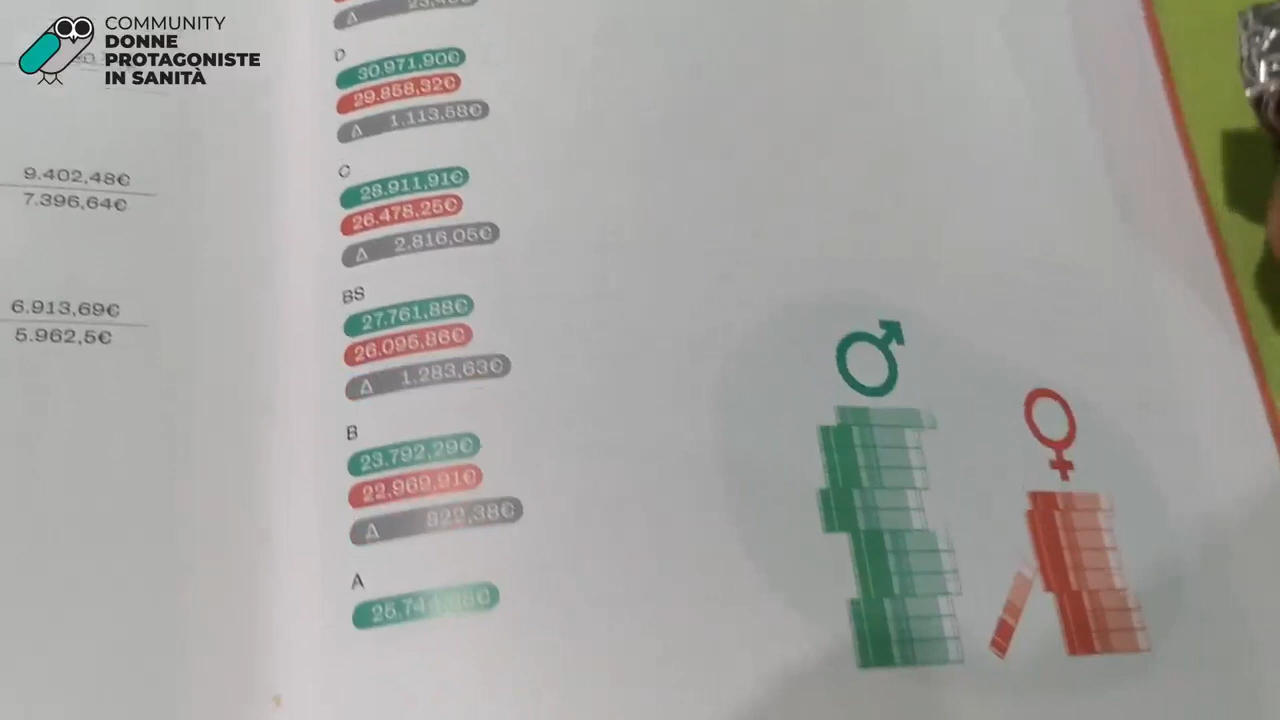 COMMUNITY
DONNE
PROTAGONISTE
IN SANITÀ
9.402,48€
7.396,64€
6.913,69€
5.962,5€
Δ
D
30.971,90€
29.858,32€
Δ 1.113,58€
C
28.911,91€
26.478,25€
Δ 2.816,05€
BS
27.761,88€
26.095,86€
Δ 1.283,63€
B
23.792,29€
22.969,91€
Δ 822,38€
A